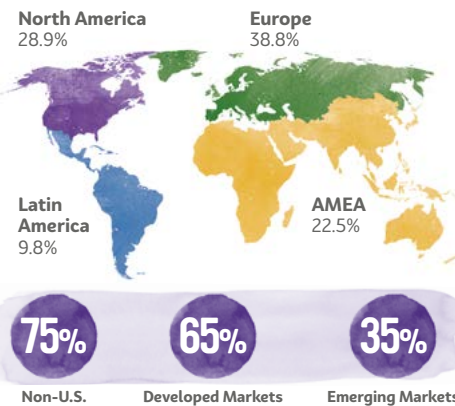 North America
28.9%
Europe
38.8%
Latin
America
9.8%
AMEA
22.5%
75%
65%
35%
Non-U.S.
Developed Markets
Emerging Markets